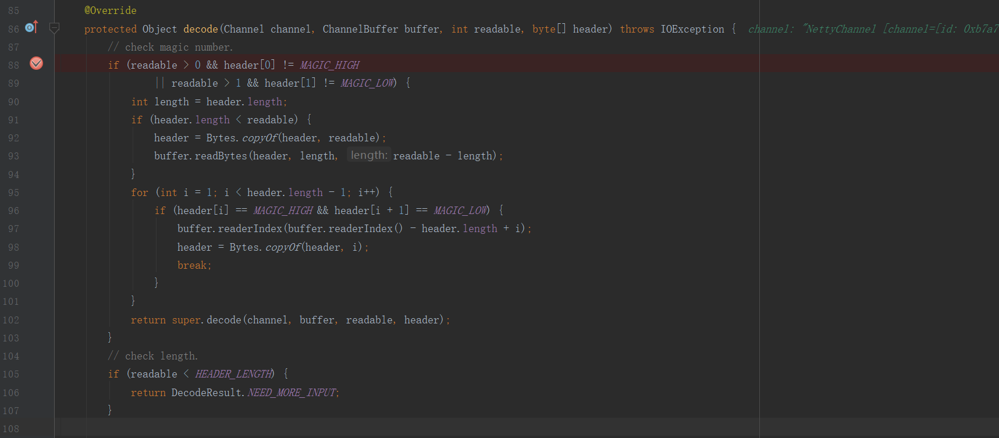 85 @Override
86 protected Object decode(Channel channel, ChannelBuffer buffer, int readable, byte[] header) throws IOException { channel: "NettyChannel [channel=[id: 0xb7a7
87 // check magic number.
88 if (readable > 0 && header[0] != MAGIC_HIGH
89 || readable > 1 && header[1] != MAGIC_LOW) {
90 int length = header.length;
91 if (header.length < readable) {
92 header = Bytes.copyOf(header, readable);
93 buffer.readBytes(header, length, length: readable - length);
94 }
95 for (int i = 1; i < header.length - 1; i++) {
96 if (header[i] == MAGIC_HIGH && header[i + 1] == MAGIC_LOW) {
97 buffer.readerIndex(buffer.readerIndex() - header.length + i);
98 header = Bytes.copyOf(header, i);
99 break;
100 }
101 }
102 return super.decode(channel, buffer, readable, header);
103 }
104 // check length.
105 if (readable < HEADER_LENGTH) {
106 return DecodeResult.NEED_MORE_INPUT;
107 }
108